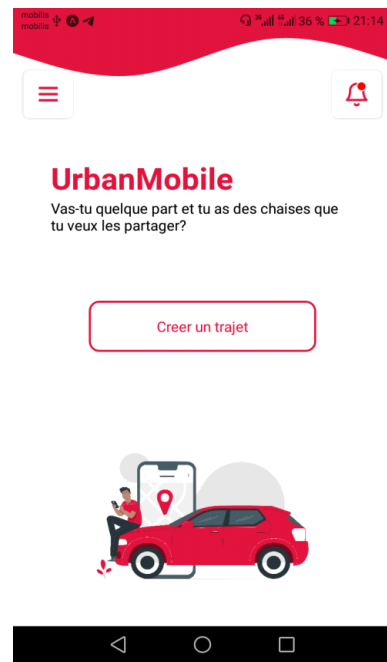 mobilis
mobilis 36 % 21:14
UrbanMobile
Vas-tu quelque part et tu as des chaises que
tu veux les partager?
Creer un trajet